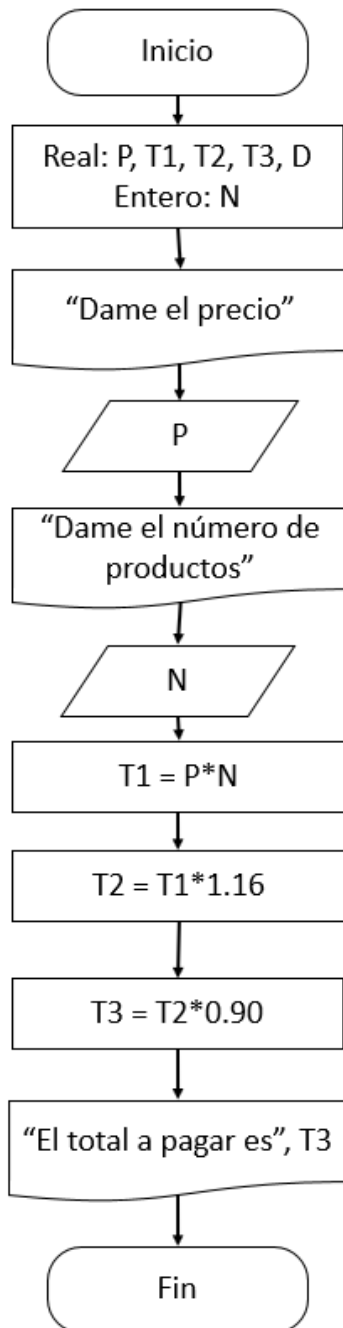 Inicio
Real: P, T1, T2, T3, D
Entero: N
“Dame el precio”
P
“Dame el número de
productos”
N
T1 = P*N
T2 = T1*1.16
T3 = T2*0.90
“El total a pagar es”, T3
Fin